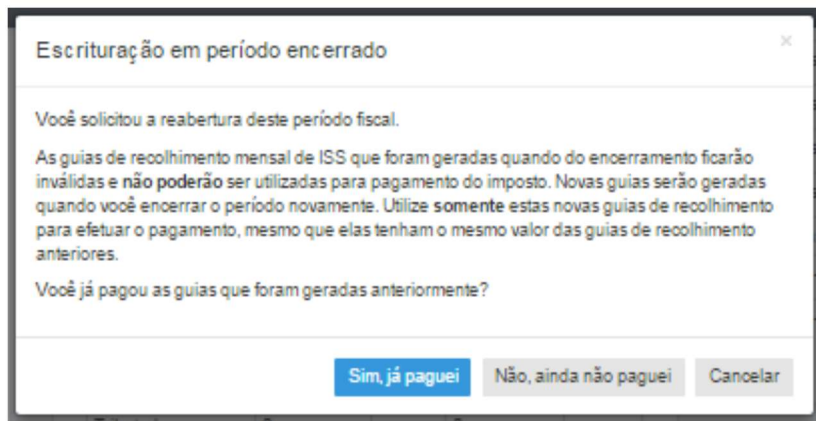 Escrituração em período encerrado
×
Você solicitou a reabertura deste período fiscal.
As guias de recolhimento mensal de ISS que foram geradas quando do encerramento ficarão
inválidas e não poderão ser utilizadas para pagamento do imposto. Novas guias serão geradas
quando você encerrar o período novamente. Utilize somente estas novas guias de recolhimento
para efetuar o pagamento, mesmo que elas tenham o mesmo valor das guias de recolhimento
anteriores.
Você já pagou as guias que foram geradas anteriormente?
Sim, já paguei Não, ainda não paguei Cancelar